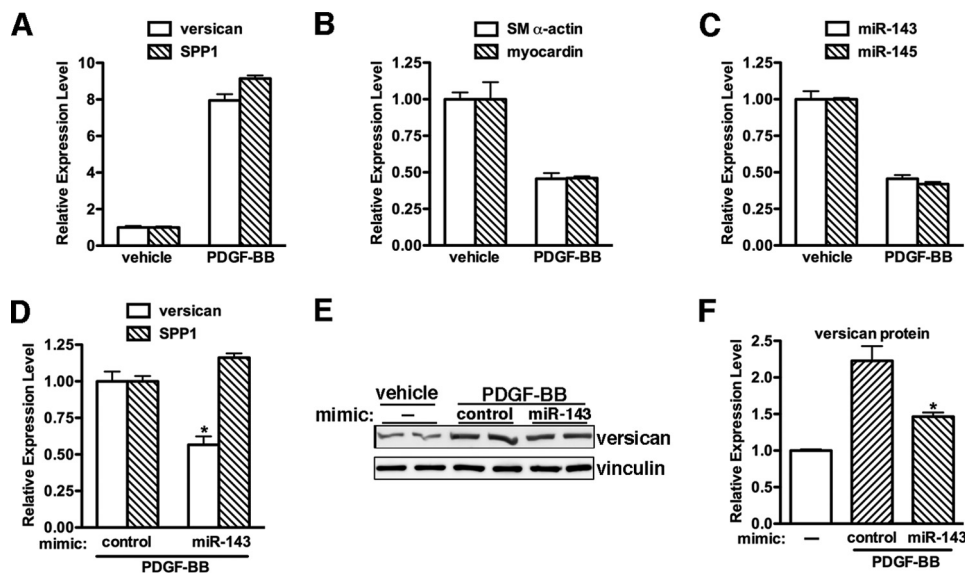 A
versican
SPP1
Relative Expression Level
10
8
6
4
2
0
vehicle
PDGF-BB
B
SM α-actin
myocardin
Relative Expression Level
1.25
1.00
0.75
0.50
0.25
0.00
vehicle
PDGF-BB
C
miR-143
miR-145
Relative Expression Level
1.25
1.00
0.75
0.50
0.25
0.00
vehicle
PDGF-BB
D
versican
SPP1
Relative Expression Level
1.25
1.00
0.75
0.50
0.25
0.00
*
mimic: control miR-143
PDGF-BB
E
vehicle PDGF-BB
mimic: – control miR-143
versican
vinculin
F
versican protein
Relative Expression Level
2.5
2.0
1.5
1.0
0.5
0.0
*
mimic: – control miR-143
PDGF-BB